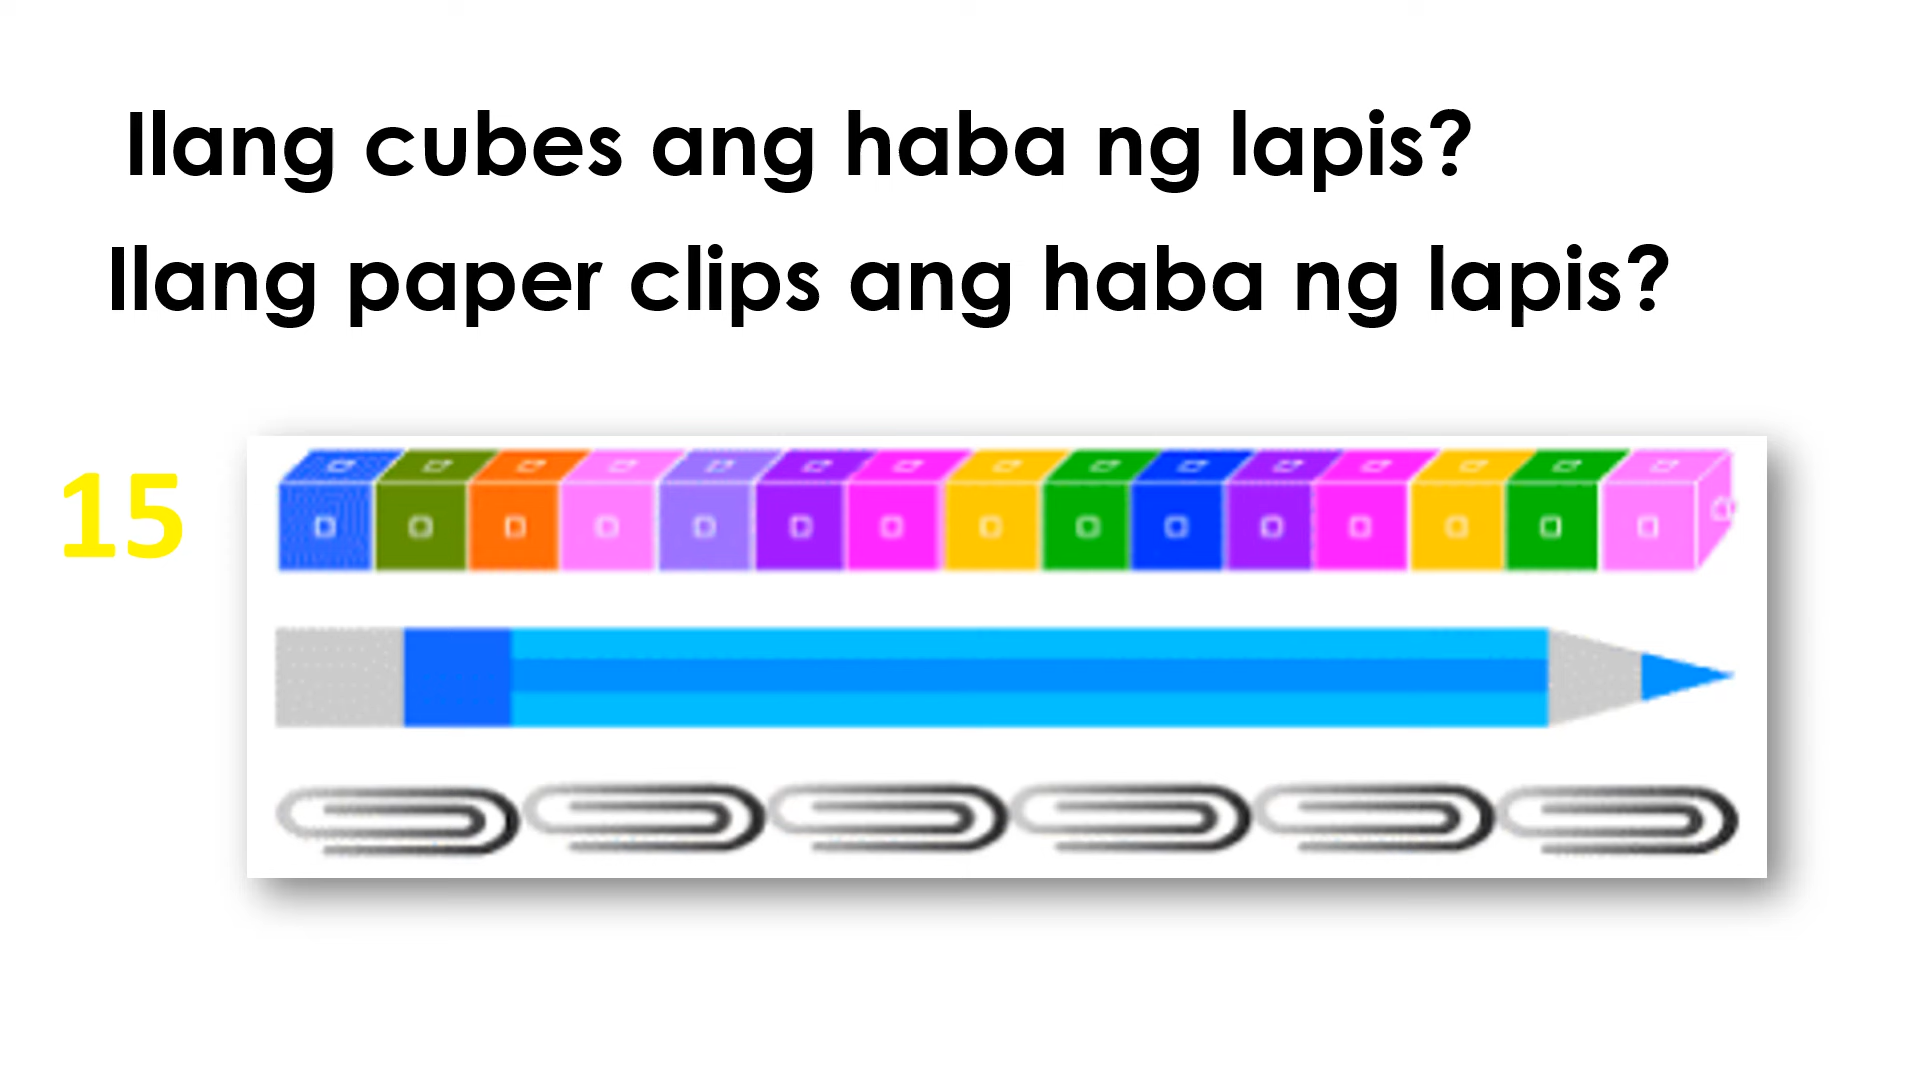 Ilang cubes ang haba ng lapis?
Ilang paper clips ang haba ng lapis?
15